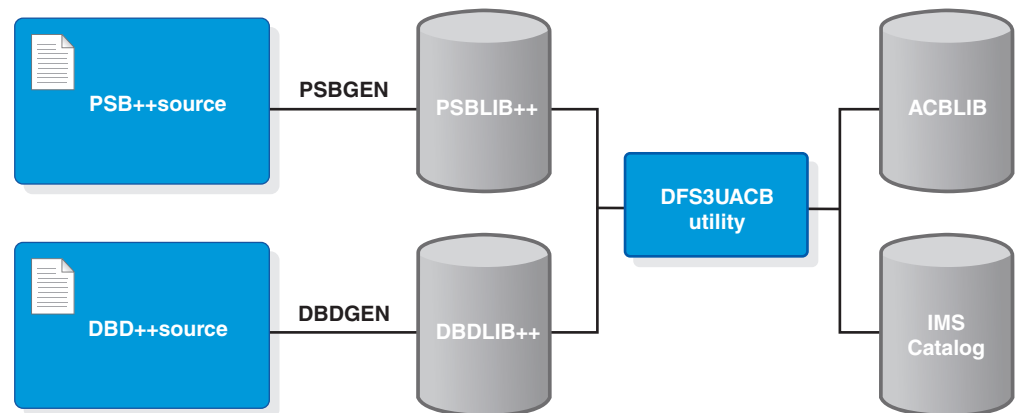 PSB++source
PSBGEN
PSBLIB++
DBD++source
DBDGEN
DBDLIB++
DFS3UACB
utility
ACBLIB
IMS
Catalog